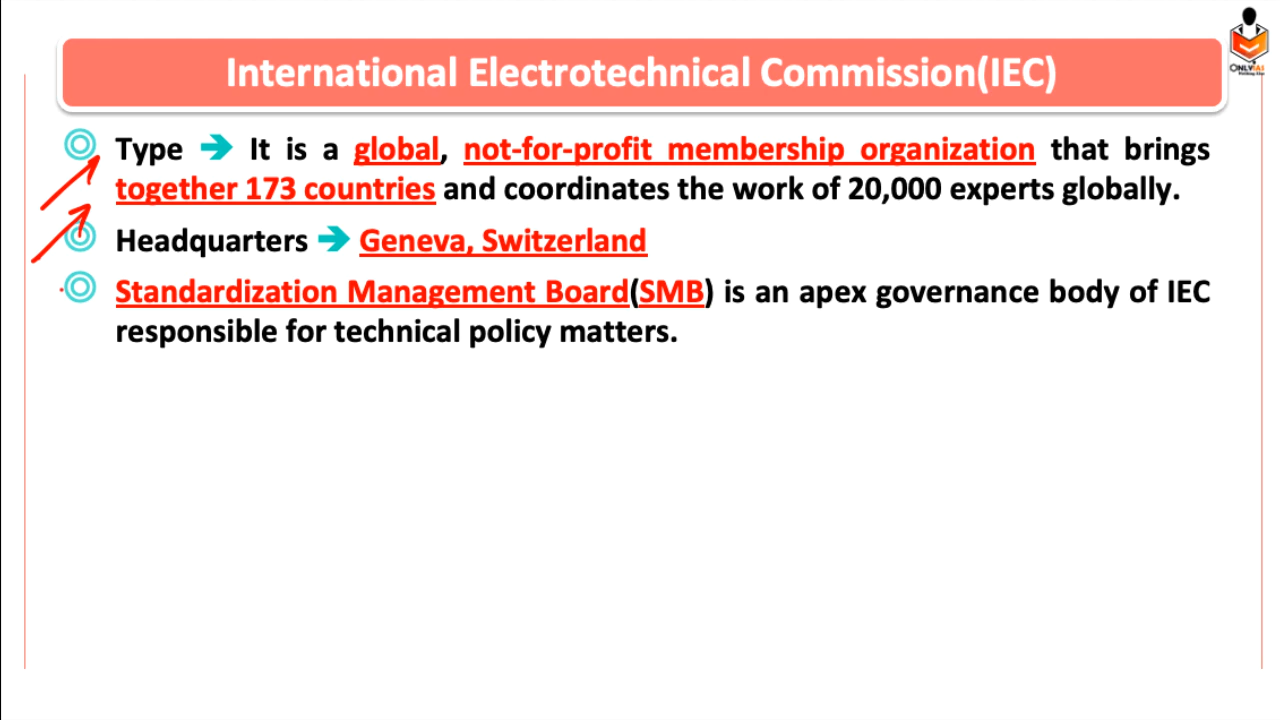 International Electrotechnical Commission(IEC)
ONLYIAS
Type ➔ It is a global, not-for-profit membership organization that brings
together 173 countries and coordinates the work of 20,000 experts globally.
Headquarters ➔ Geneva, Switzerland
Standardization Management Board(SMB) is an apex governance body of IEC
responsible for technical policy matters.